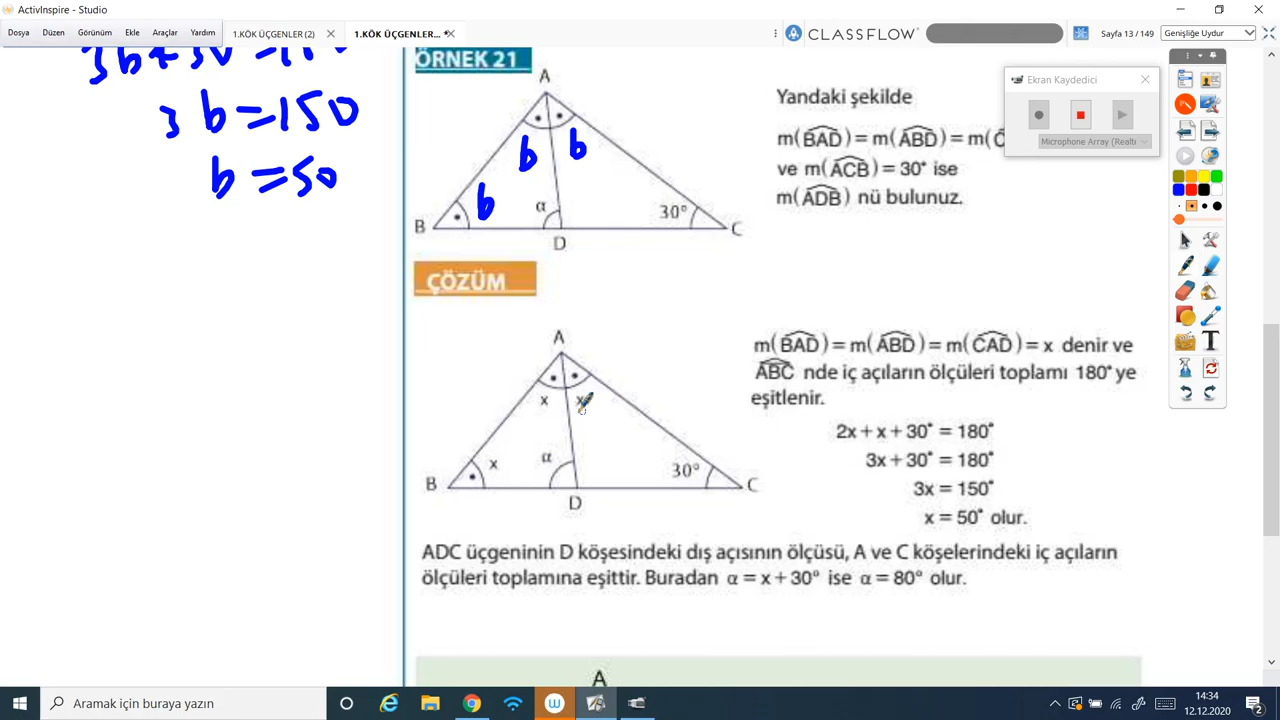 ActivInspire - Studio
Dosya Düzen Görünüm Ekle Araçlar Yardım
1.KÖK ÜÇGENLER (2)
1.KÖK ÜÇGENLER... *
CLASSFLOW
Sayfa 13 / 149
Genişliğe Uydur
3b=150
b=50
ÖRNEK 21
A
b b
b α 30°
B D C
Yandaki şekilde
m(BAD) = m(ABD) = m(C
ve m(ACB) = 30° ise
m(ADB) nü bulunuz.
Ekran Kaydedici
Microphone Array (Realt
ÇÖZÜM
A
x x
x α 30°
B D C
m(BAD) = m(ABD) = m(CAD) = x denir ve
ABC nde iç açıların ölçüleri toplamı 180° ye
eşitlenir.
2x + x + 30° = 180°
3x + 30° = 180°
3x = 150°
x = 50° olur.
ADC üçgeninin D köşesindeki dış açısının ölçüsü, A ve C köşelerindeki iç açıların
ölçüleri toplamına eşittir. Buradan α = x + 30° ise α = 80° olur.
A
Aramak için buraya yazın
14:34
12.12.2020
2